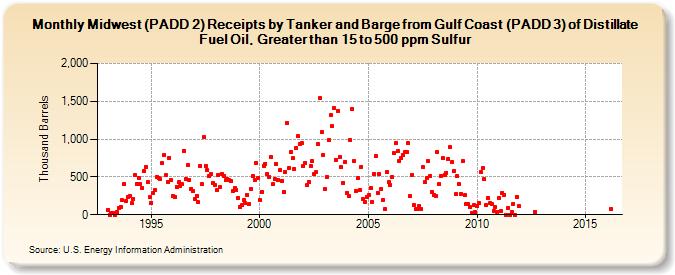 Monthly Midwest (PADD 2) Receipts by Tanker and Barge from Gulf Coast (PADD 3) of Distillate
Fuel Oil, Greater than 15 to 500 ppm Sulfur
Thousand Barrels
2,000
1,500
1,000
500
0
1995
2000
2005
2010
2015
Source: U.S. Energy Information Administration